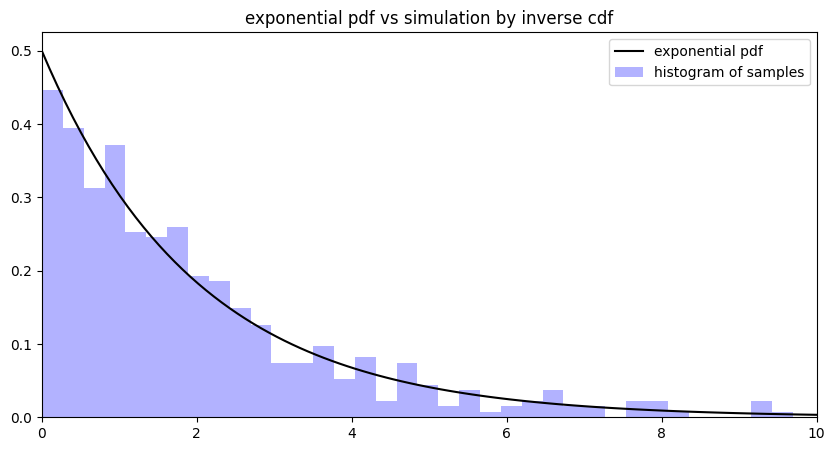 exponential pdf vs simulation by inverse cdf
exponential pdf
histogram of samples
0.5
0.4
0.3
0.2
0.1
0.0
0 2 4 6 8 10